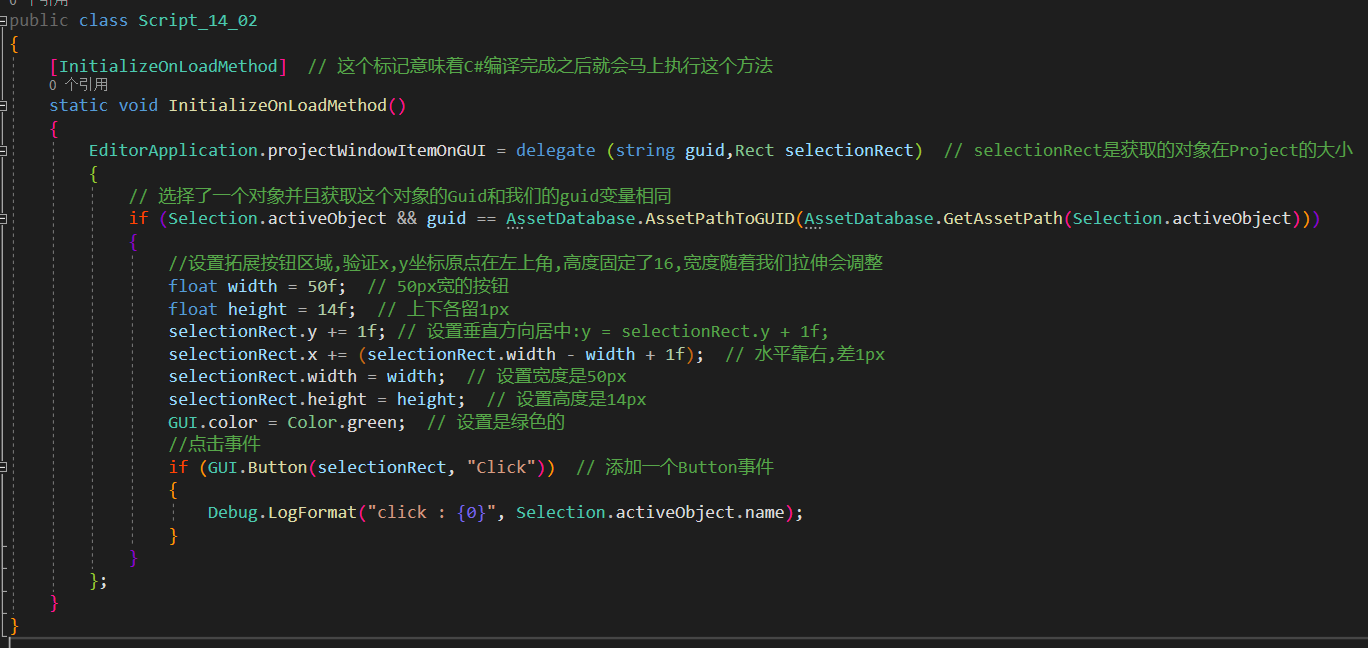 0 个引用
public class Script_14_02
{
[InitializeOnLoadMethod] // 这个标记意味着C#编译完成之后就会马上执行这个方法
0 个引用
static void InitializeOnLoadMethod()
{
EditorApplication.projectWindowItemOnGUI = delegate (string guid,Rect selectionRect) // selectionRect是获取的对象在Project的大小
{
// 选择了一个对象并且获取这个对象的Guid和我们的guid变量相同
if (Selection.activeObject && guid == AssetDatabase.AssetPathToGUID(AssetDatabase.GetAssetPath(Selection.activeObject)))
{
//设置拓展按钮区域,验证x,y坐标原点在左上角,高度固定了16,宽度随着我们拉伸会调整
float width = 50f; // 50px宽的按钮
float height = 14f; // 上下各留1px
selectionRect.y += 1f; // 设置垂直方向居中:y = selectionRect.y + 1f;
selectionRect.x += (selectionRect.width - width + 1f); // 水平靠右,差1px
selectionRect.width = width; // 设置宽度是50px
selectionRect.height = height; // 设置高度是14px
GUI.color = Color.green; // 设置是绿色的
//点击事件
if (GUI.Button(selectionRect, "Click")) // 添加一个Button事件
{
Debug.LogFormat("click : {0}", Selection.activeObject.name);
}
}
};
}
}